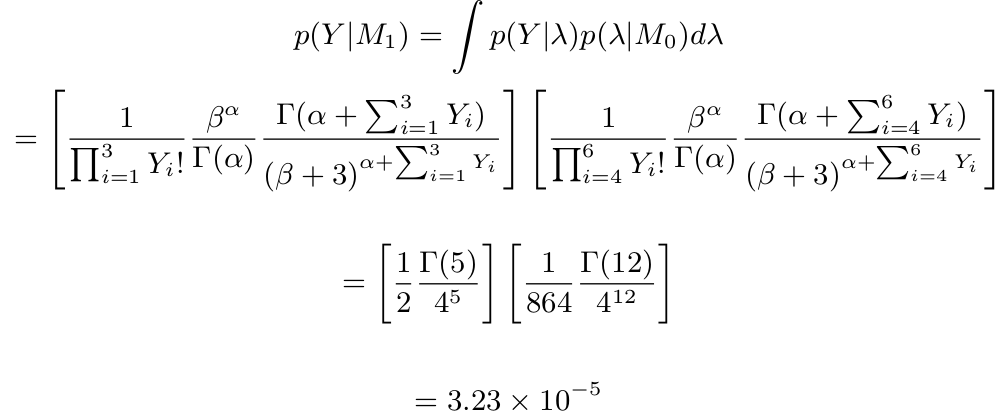 $p(Y|M_1) = \int p(Y|\lambda)p(\lambda|M_0)d\lambda$
$= \left[ \frac{1}{\prod_{i=1}^{3} Y_i!} \frac{\beta^\alpha}{\Gamma(\alpha)} \frac{\Gamma(\alpha + \sum_{i=1}^{3} Y_i)}{(\beta + 3)^{\alpha + \sum_{i=1}^{3} Y_i}} \right] \left[ \frac{1}{\prod_{i=4}^{6} Y_i!} \frac{\beta^\alpha}{\Gamma(\alpha)} \frac{\Gamma(\alpha + \sum_{i=4}^{6} Y_i)}{(\beta + 3)^{\alpha + \sum_{i=4}^{6} Y_i}} \right]$
$= \left[ \frac{1}{2} \frac{\Gamma(5)}{4^5} \right] \left[ \frac{1}{864} \frac{\Gamma(12)}{4^{12}} \right]$
$= 3.23 \times 10^{-5}$